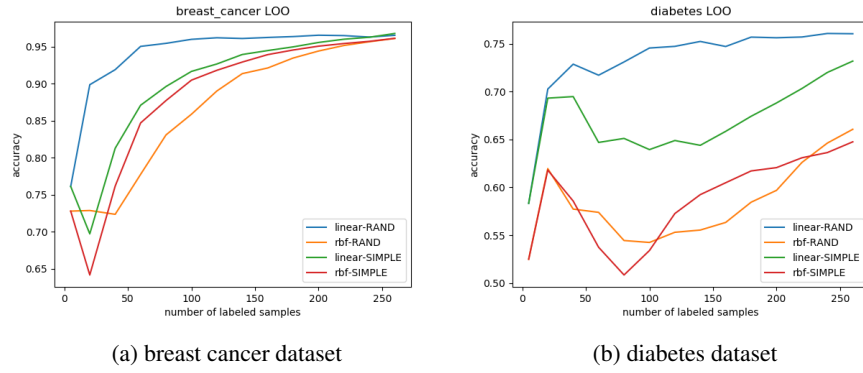 breast_cancer LOO
accuracy
0.95
0.90
0.85
0.80
0.75
0.70
0.65
0
50
100
150
200
250
number of labeled samples
linear-RAND
rbf-RAND
linear-SIMPLE
rbf-SIMPLE
(a) breast cancer dataset
diabetes LOO
accuracy
0.75
0.70
0.65
0.60
0.55
0.50
0
50
100
150
200
250
number of labeled samples
linear-RAND
rbf-RAND
linear-SIMPLE
rbf-SIMPLE
(b) diabetes dataset